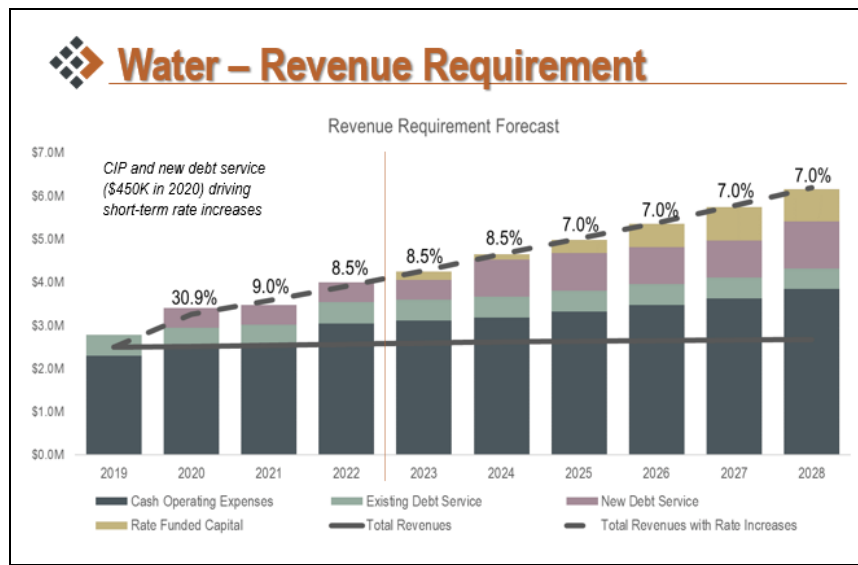 Water – Revenue Requirement
Revenue Requirement Forecast
CIP and new debt service
($450K in 2020) driving
short-term rate increases
$7.0M
$6.0M
$5.0M
$4.0M
$3.0M
$2.0M
$1.0M
$0.0M
30.9%
9.0%
8.5%
8.5%
8.5%
7.0%
7.0%
7.0%
7.0%
2019 2020 2021 2022 2023 2024 2025 2026 2027 2028
Cash Operating Expenses Existing Debt Service New Debt Service
Rate Funded Capital Total Revenues Total Revenues with Rate Increases